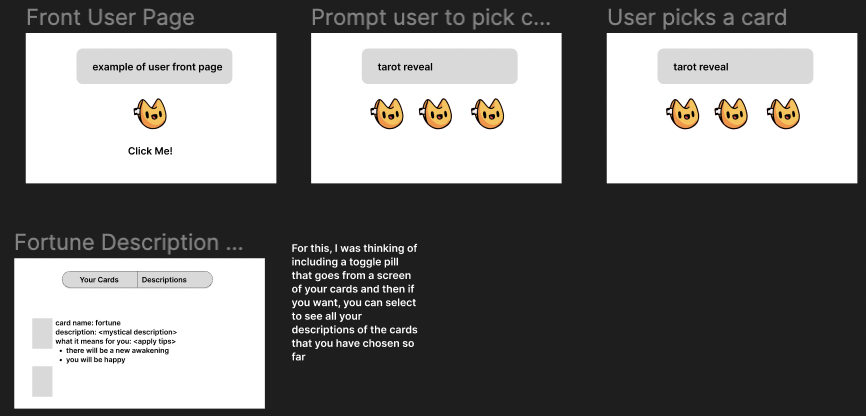 Front User Page
Prompt user to pick c...
User picks a card
example of user front page
tarot reveal
tarot reveal
Click Me!
Fortune Description ...
Your Cards
Descriptions
card name: fortune
description: <mystical description>
what it means for you: <apply tips>
• there will be a new awakening
• you will be happy
For this, I was thinking of
including a toggle pill
that goes from a screen
of your cards and then if
you want, you can select
to see all your
descriptions of the cards
that you have chosen so
far